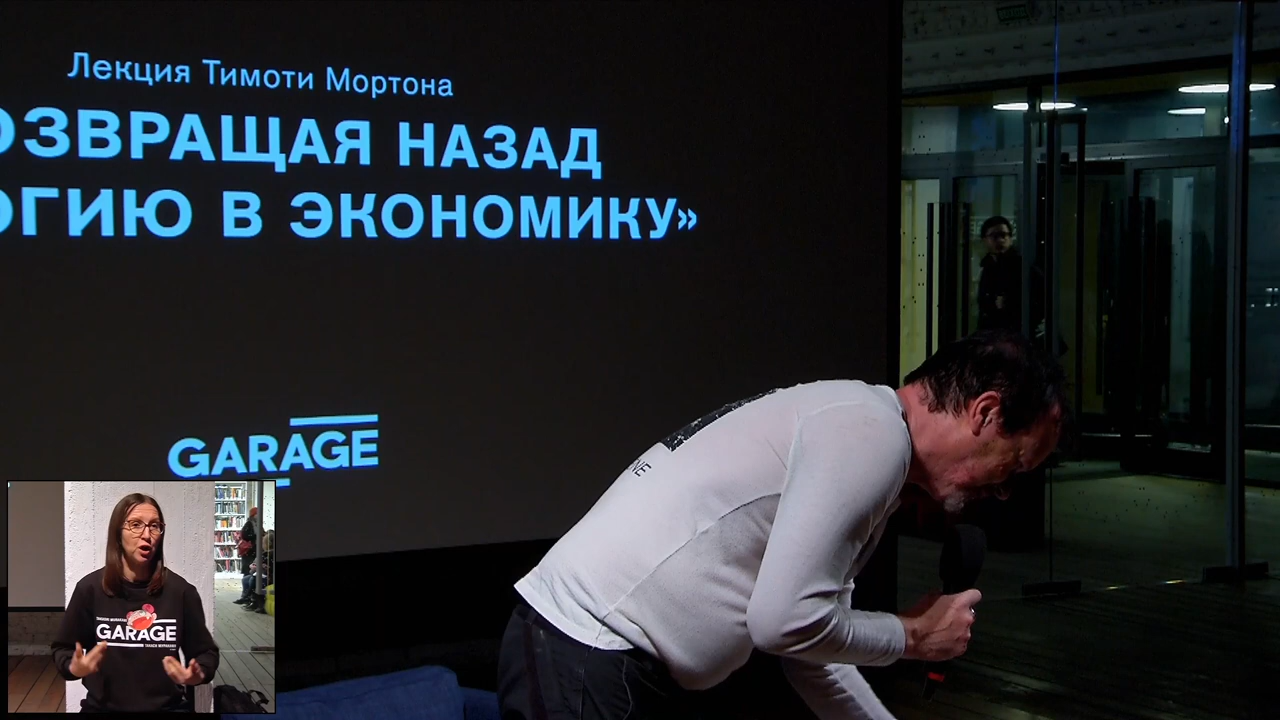 Лекция Тимоти Мортона
ОЗВРАЩАЯ НАЗАД
ОГИЮ В ЭКОНОМИКУ»
GARAGE
GARAGE